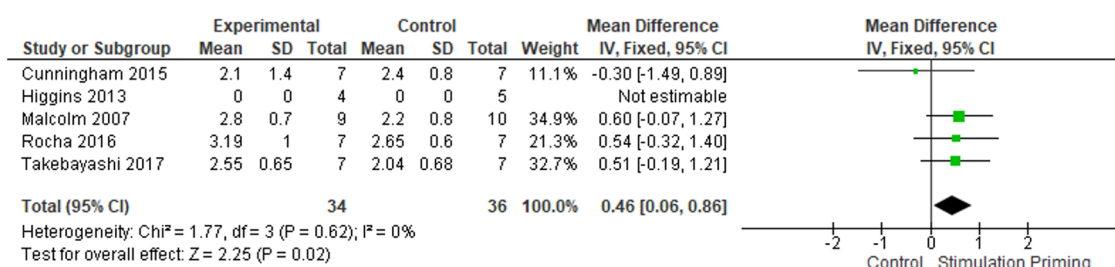 Experimental Control Mean Difference Mean Difference
Study or Subgroup Mean SD Total Mean SD Total Weight IV, Fixed, 95% CI IV, Fixed, 95% CI
Cunningham 2015 2.1 1.4 7 2.4 0.8 7 11.1% -0.30 [-1.49, 0.89]
Higgins 2013 0 0 4 0 0 5 Not estimable
Malcolm 2007 2.8 0.7 9 2.2 0.8 10 34.9% 0.60 [-0.07, 1.27]
Rocha 2016 3.19 1 7 2.65 0.6 7 21.3% 0.54 [-0.32, 1.40]
Takebayashi 2017 2.55 0.65 7 2.04 0.68 7 32.7% 0.51 [-0.19, 1.21]
Total (95% CI) 34 36 100.0% 0.46 [0.06, 0.86]
Heterogeneity: Chi² = 1.77, df = 3 (P = 0.62); I² = 0%
Test for overall effect: Z = 2.25 (P = 0.02)
-2 -1 0 1 2
Control Stimulation Priming